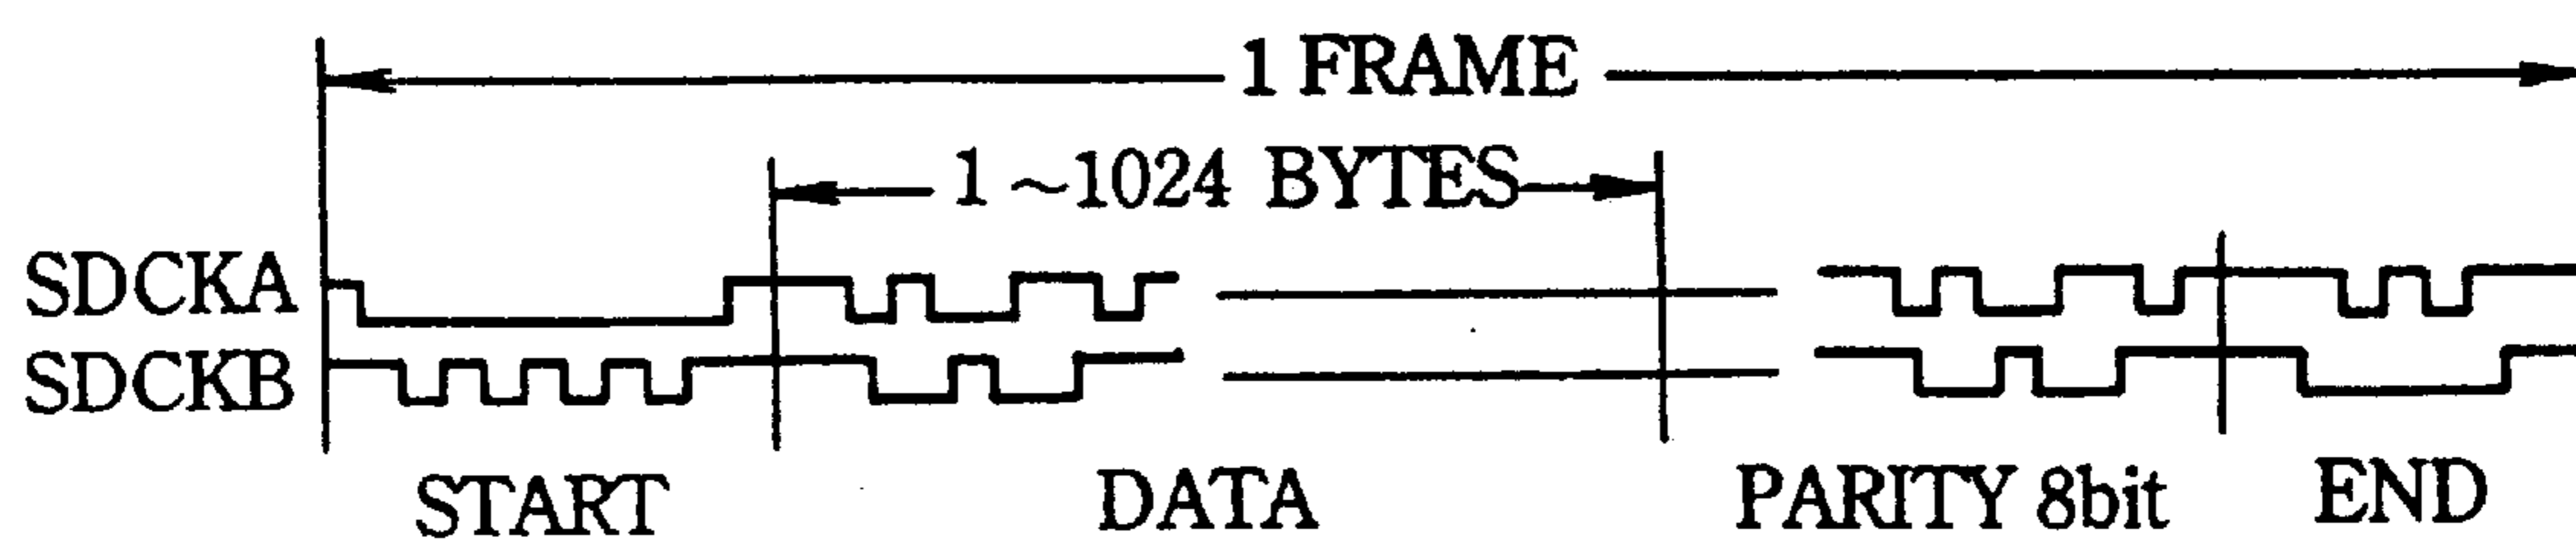 1 FRAME
1 ~1024 BYTES
SDCKA
SDCKB
START DATA PARITY 8bit END